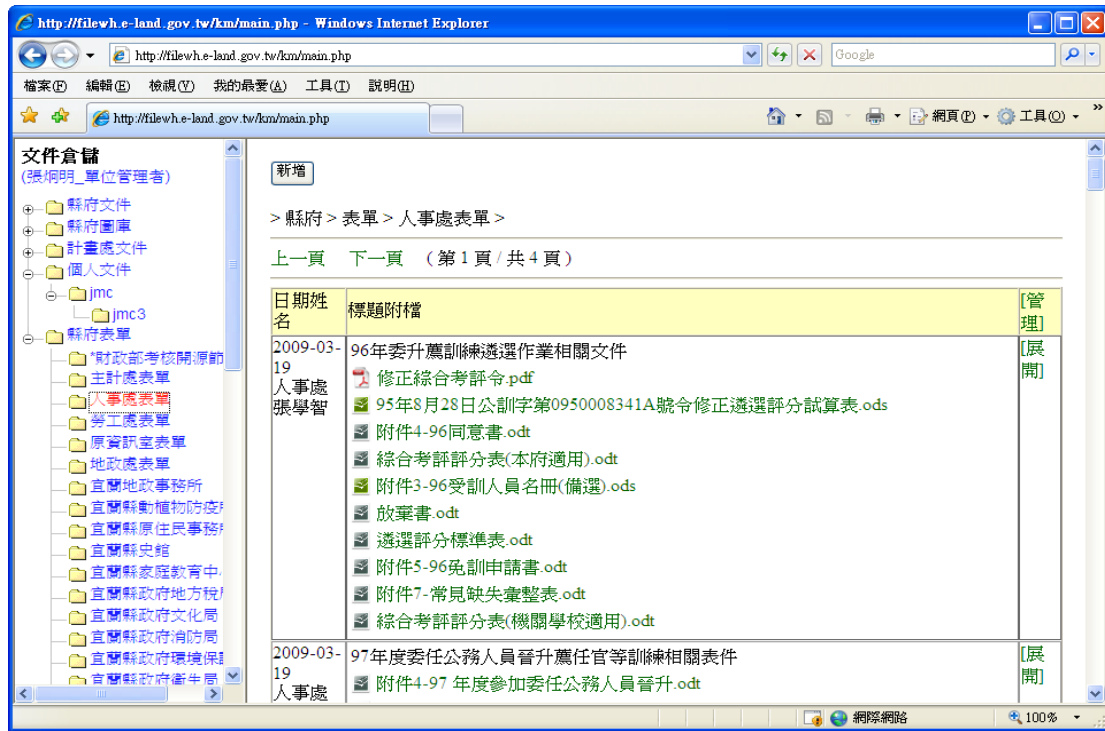 http://filewh.e-land.gov.tw/km/main.php - Windows Internet Explorer
http://filewh.e-land.gov.tw/km/main.php
Google
檔案(F) 編輯(E) 檢視(V) 我的最愛(A) 工具(T) 說明(H)
http://filewh.e-land.gov.tw/km/main.php
網頁(P) 工具(O)
文件倉儲
(張炯明_單位管理者)
縣府文件
縣府圖庫
計畫處文件
個人文件
jmc
jmc3
縣府表單
*財政部考核開源節
主計處表單
人事處表單
勞工處表單
原資訊室表單
地政處表單
宜蘭地政事務所
宜蘭縣動植物防疫所
宜蘭縣原住民事務所
宜蘭縣史館
宜蘭縣家庭教育中心
宜蘭縣政府地方稅
宜蘭縣政府文化局
宜蘭縣政府消防局
宜蘭縣政府環境保
宜蘭縣政府衛生局
新增
> 縣府 > 表單 > 人事處表單 >
上一頁 下一頁 (第 1 頁 / 共 4 頁)
日期姓名 標題附檔 [管理]
2009-03-19 人事處 張學智
96年委升薦訓練遴選作業相關文件 [展開]
修正綜合考評令.pdf
95年8月28日公訓字第0950008341A號令修正遴選評分試算表.ods
附件4-96同意書.odt
綜合考評評分表(本府適用).odt
附件3-96受訓人員名冊(備選).ods
放棄書.odt
遴選評分標準表.odt
附件5-96免訓申請書.odt
附件7-常見缺失彙整表.odt
綜合考評評分表(機關學校適用).odt
2009-03-19 人事處
97年度委任公務人員晉升薦任官等訓練相關表件 [展開]
附件4-97 年度參加委任公務人員晉升.odt
網際網路 100%